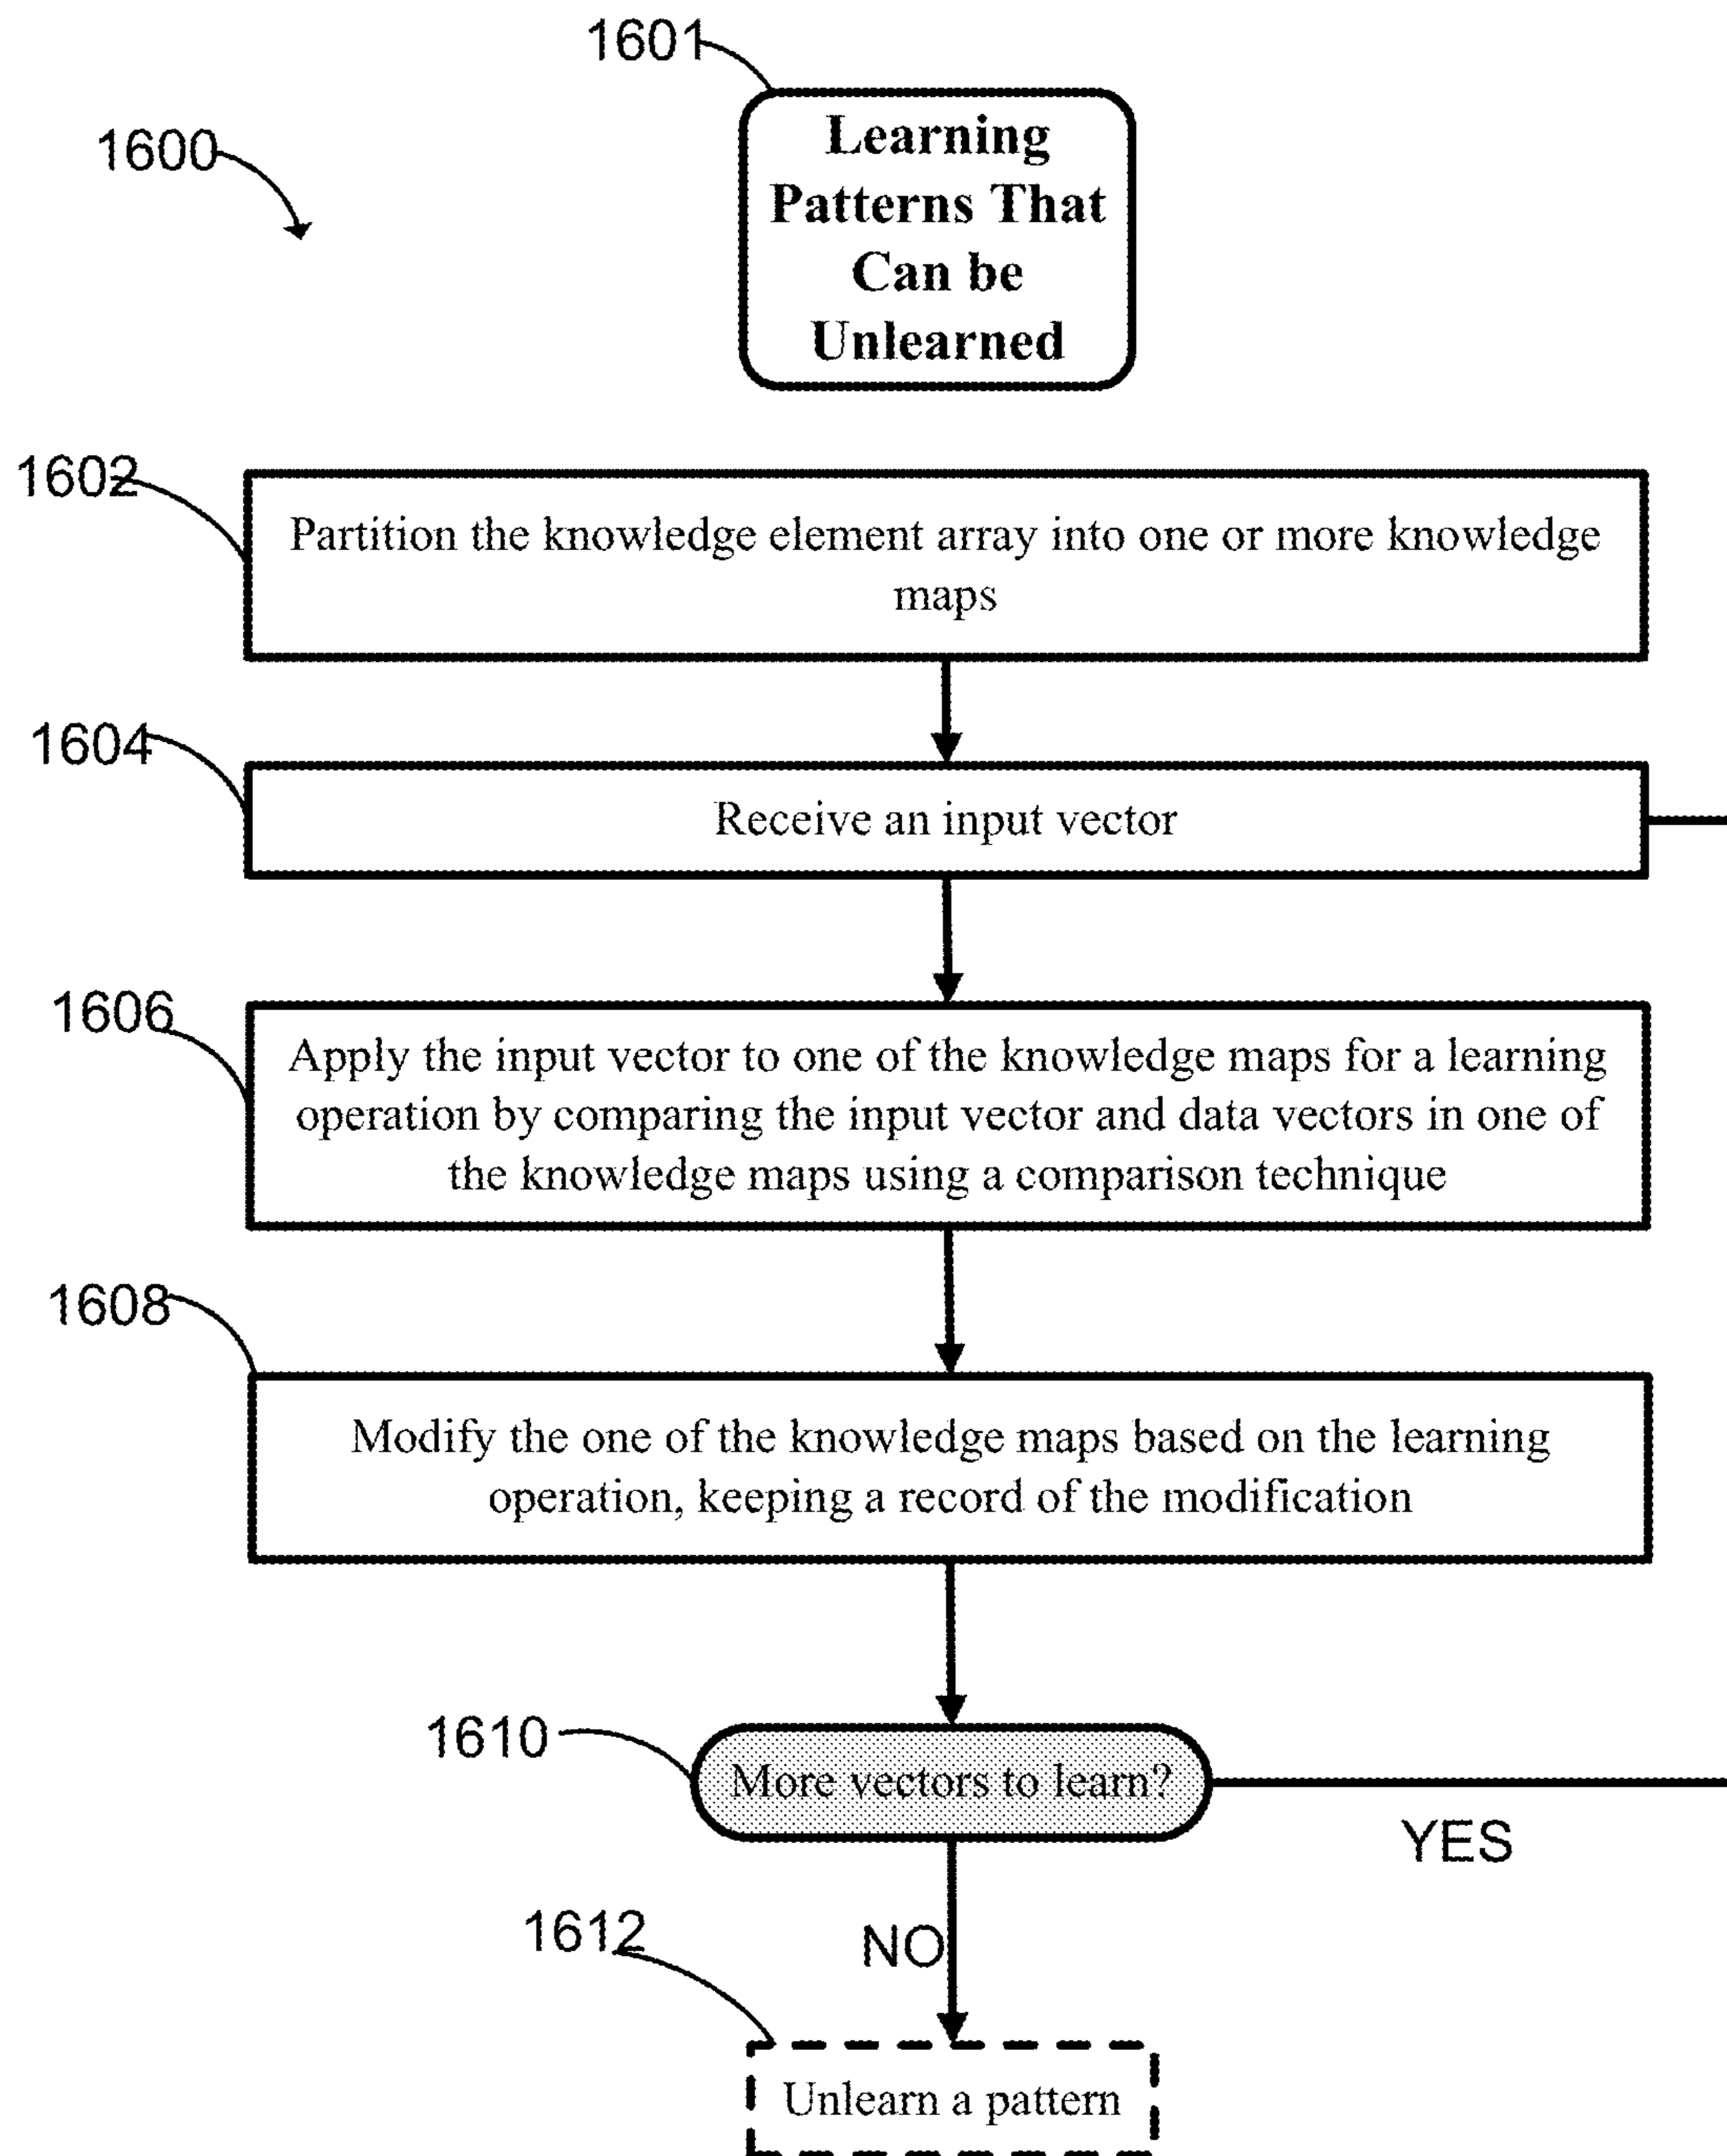 1601
Learning
Patterns That
Can be
Unlearned
1600
1602
Partition the knowledge element array into one or more knowledge
maps
1604
Receive an input vector
1606
Apply the input vector to one of the knowledge maps for a learning
operation by comparing the input vector and data vectors in one of
the knowledge maps using a comparison technique
1608
Modify the one of the knowledge maps based on the learning
operation, keeping a record of the modification
1610
More vectors to learn?
YES
NO
1612
Unlearn a pattern